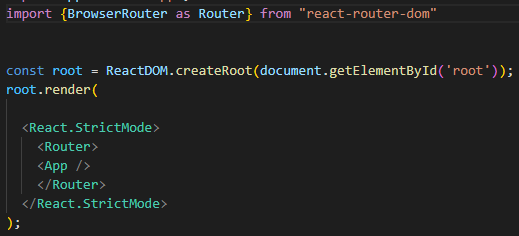 import {BrowserRouter as Router} from "react-router-dom"
const root = ReactDOM.createRoot(document.getElementById('root'));
root.render(
<React.StrictMode>
<Router>
<App />
</Router>
</React.StrictMode>
);